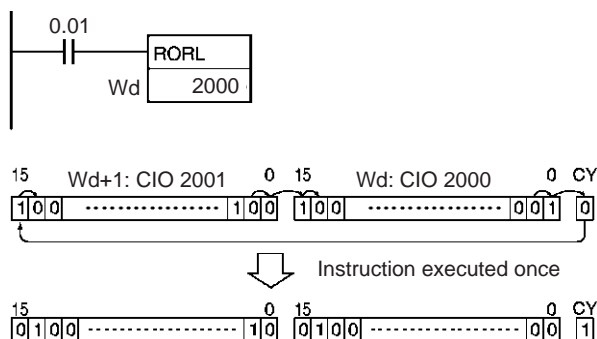 0.01
RORL
Wd 2000
15 Wd+1: CIO 2001 0 15 Wd: CIO 2000 0 CY
1 0 0 1 0 0 1 0 0 0 0 1 0
Instruction executed once
15 0 15 0 CY
0 1 0 0 1 0 0 1 0 0 0 0 1